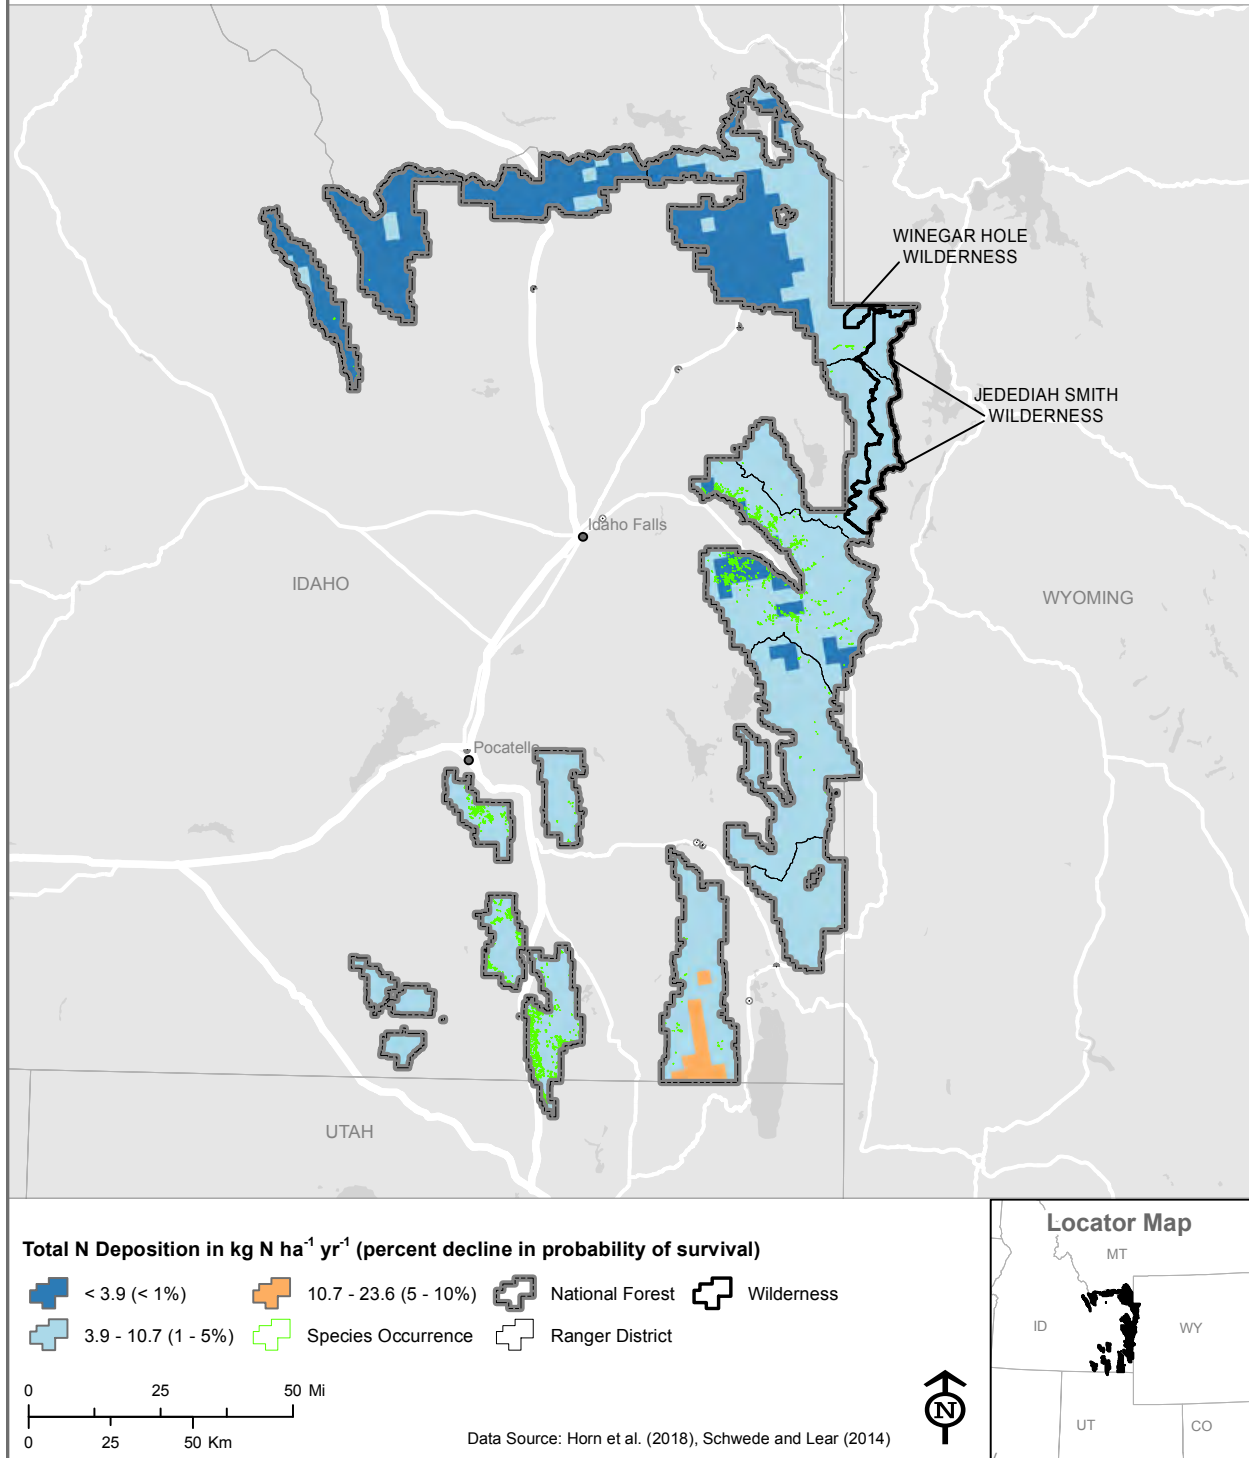 WINEGAR HOLE
WILDERNESS
JEDEDIAH SMITH
WILDERNESS
Idaho Falls
IDAHO
WYOMING
Pocatello
UTAH
Total N Deposition in kg N ha⁻¹ yr⁻¹ (percent decline in probability of survival)
< 3.9 (< 1%)
10.7 - 23.6 (5 - 10%)
National Forest
Wilderness
3.9 - 10.7 (1 - 5%)
Species Occurrence
Ranger District
0 25 50 Mi
0 25 50 Km
N
Data Source: Horn et al. (2018), Schwede and Lear (2014)
Locator Map
MT
ID
WY
UT
CO